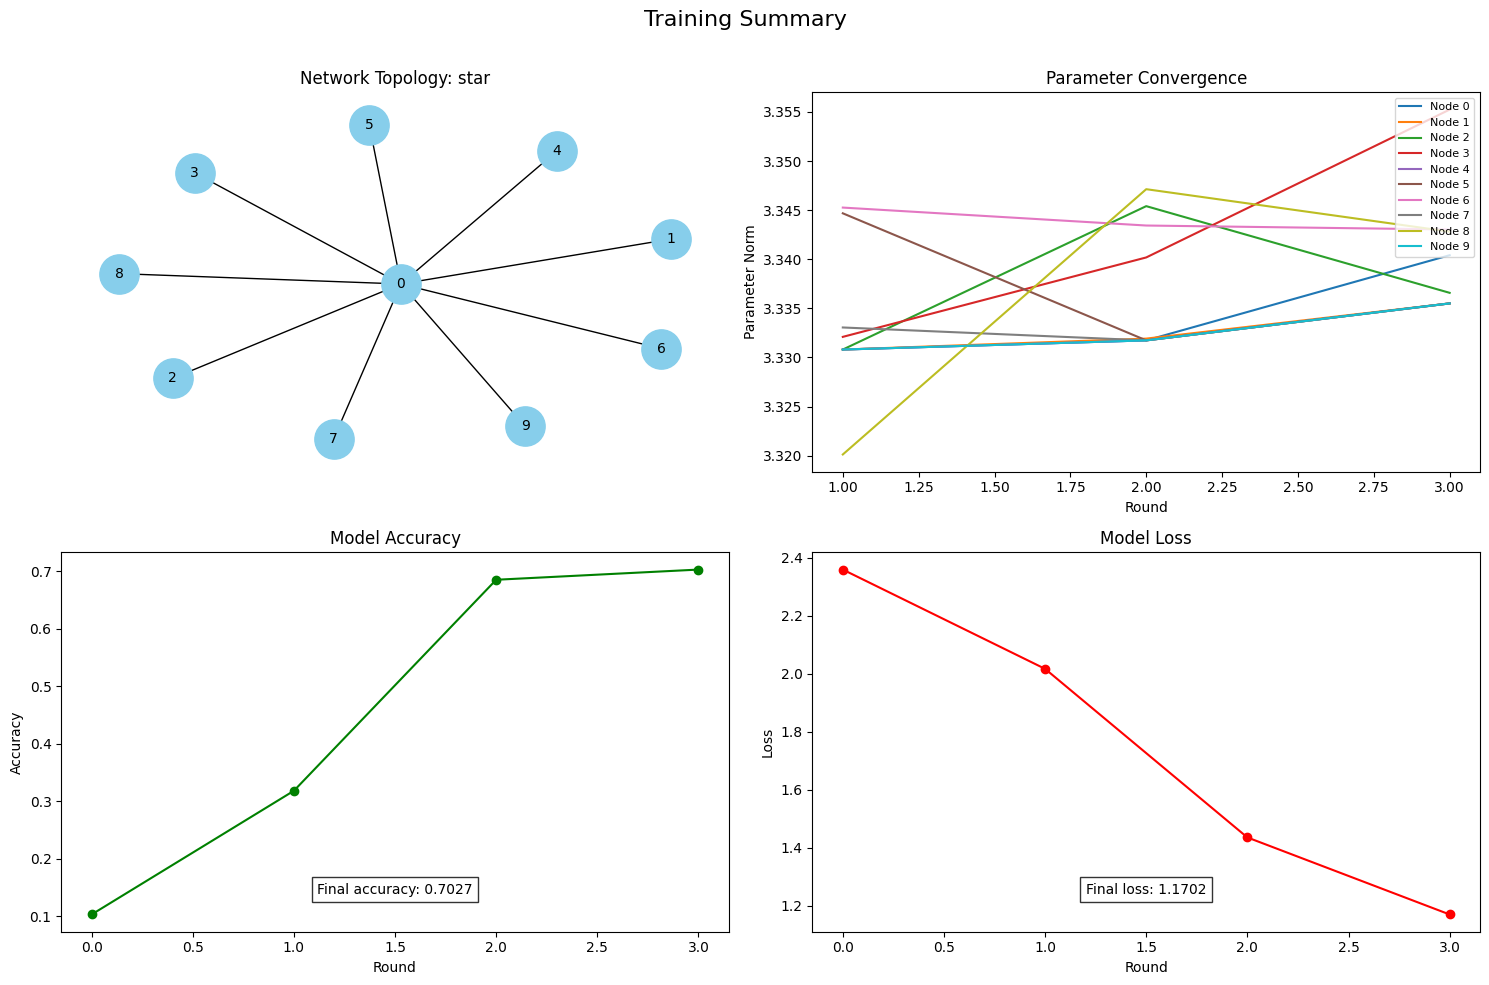 Training Summary
Network Topology: star
5
4
3
1
8
0
6
2
9
7
Parameter Convergence
Parameter Norm
3.355
3.350
3.345
3.340
3.335
3.330
3.325
3.320
Node 0
Node 1
Node 2
Node 3
Node 4
Node 5
Node 6
Node 7
Node 8
Node 9
1.00 1.25 1.50 1.75 2.00 2.25 2.50 2.75 3.00
Round
Model Accuracy
Accuracy
0.7
0.6
0.5
0.4
0.3
0.2
0.1
Final accuracy: 0.7027
0.0 0.5 1.0 1.5 2.0 2.5 3.0
Round
Model Loss
Loss
2.4
2.2
2.0
1.8
1.6
1.4
1.2
Final loss: 1.1702
0.0 0.5 1.0 1.5 2.0 2.5 3.0
Round